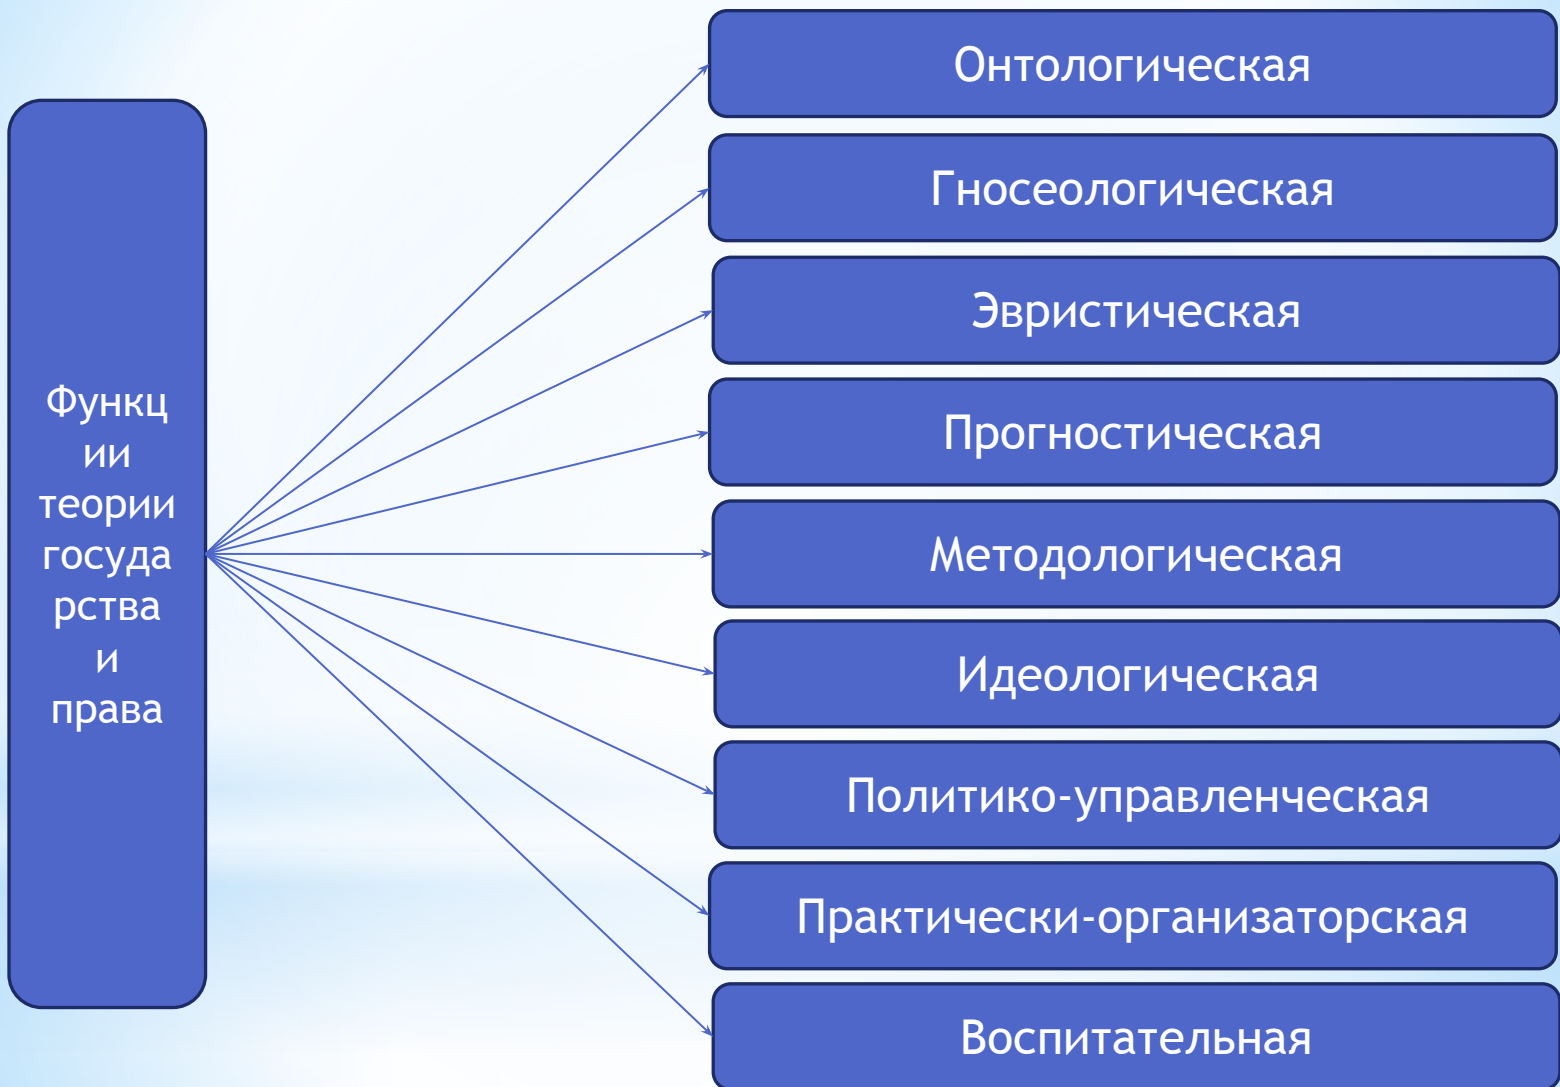 Функц
ии
теории
госуда
рства
и
права
Онтологическая
Гносеологическая
Эвристическая
Прогностическая
Методологическая
Идеологическая
Политико-управленческая
Практически-организаторская
Воспитательная